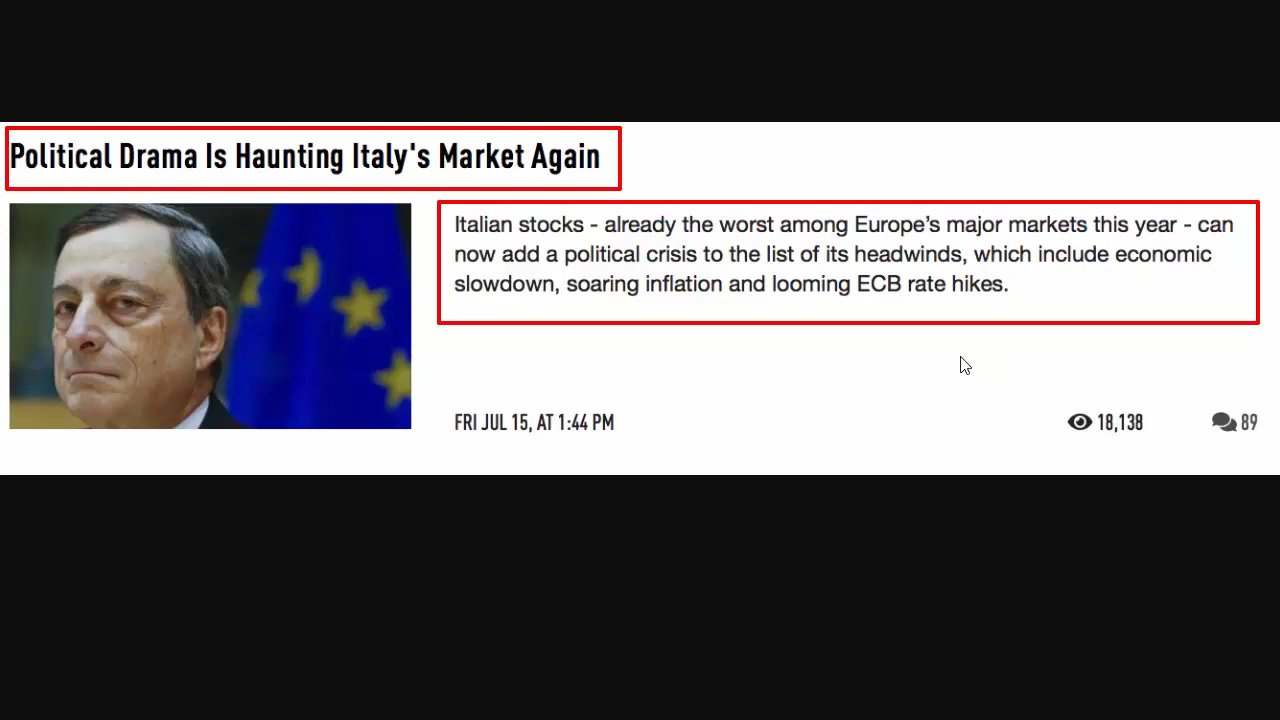 Political Drama Is Haunting Italy's Market Again
Italian stocks - already the worst among Europe’s major markets this year - can
now add a political crisis to the list of its headwinds, which include economic
slowdown, soaring inflation and looming ECB rate hikes.
FRI JUL 15, AT 1:44 PM
18,138
89